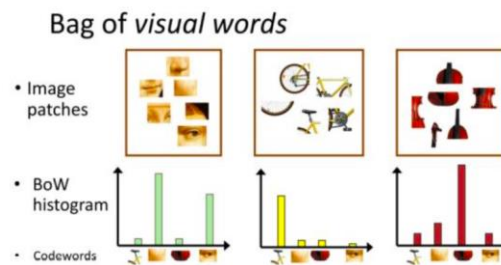 Bag of visual words
• Image
patches
• BoW
histogram
• Codewords